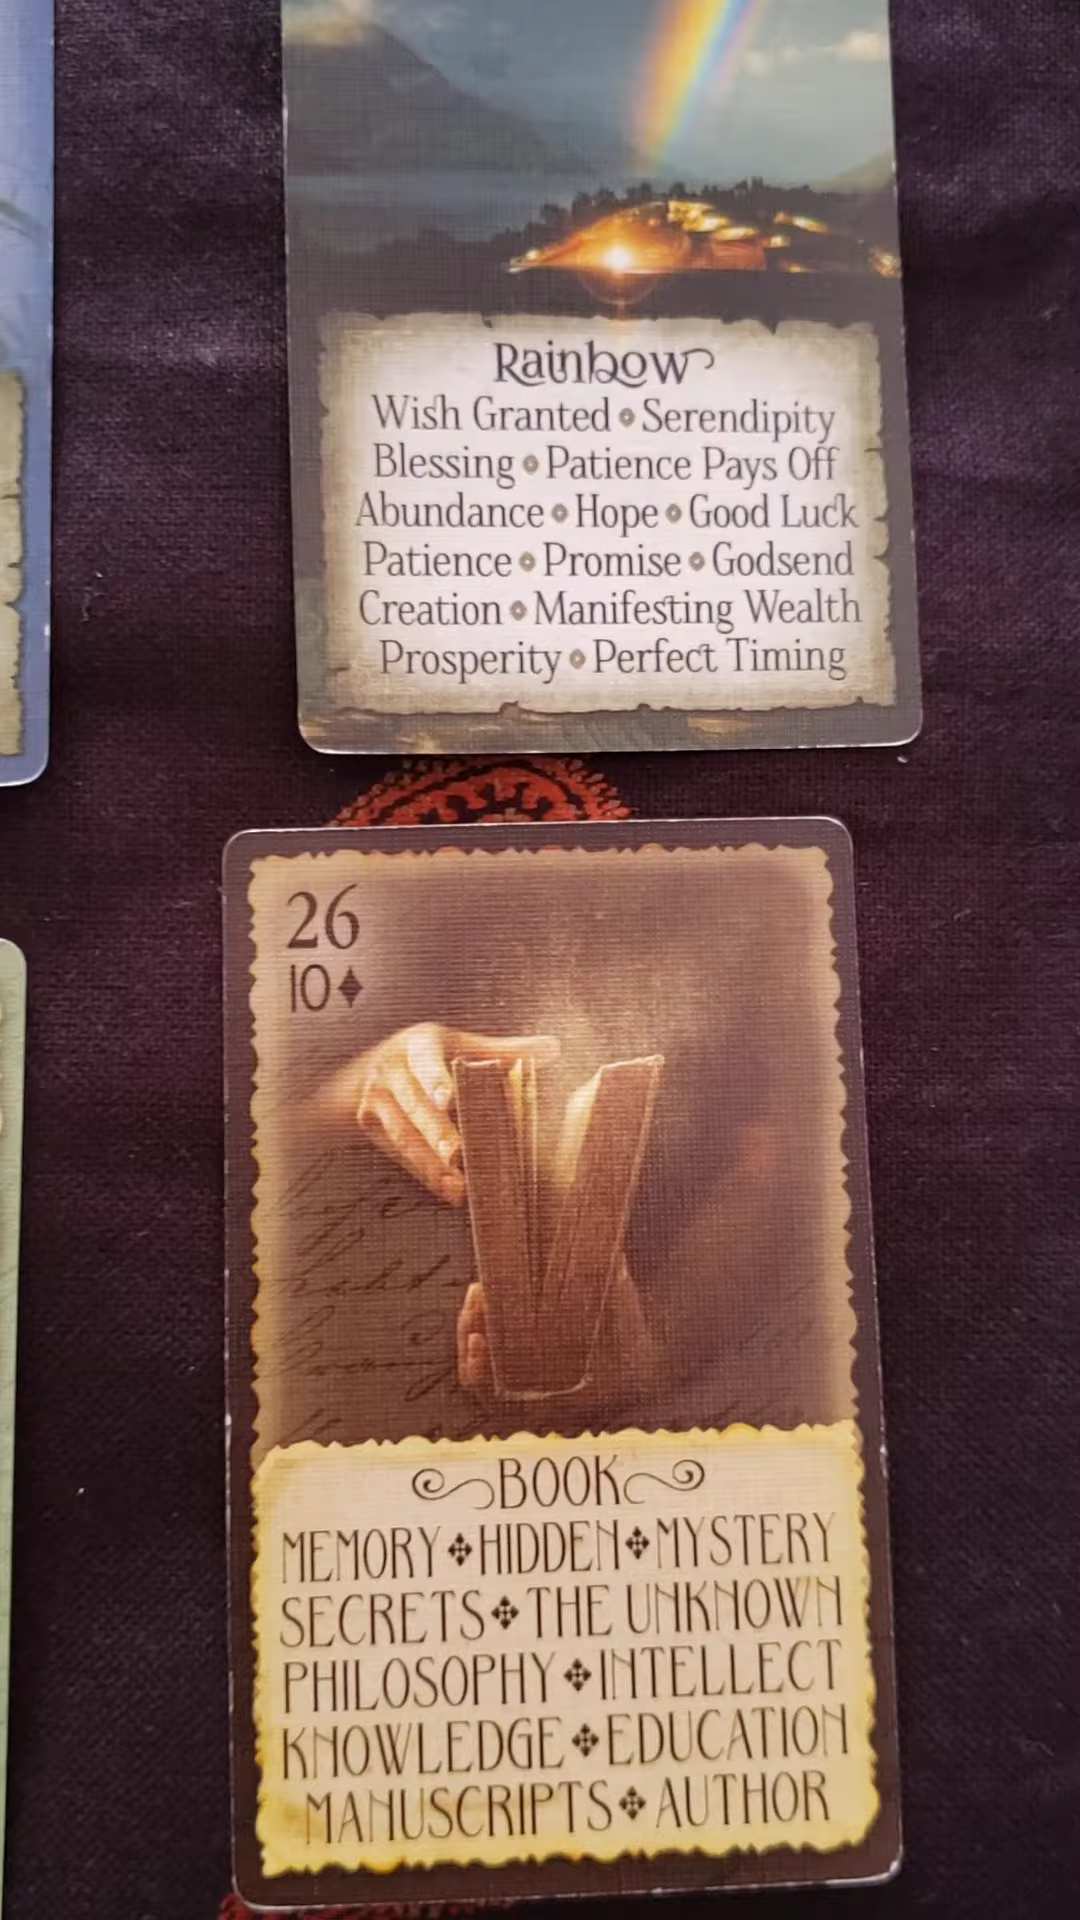 Rainbow
Wish Granted • Serendipity
Blessing • Patience Pays Off
Abundance • Hope • Good Luck
Patience • Promise • Godsend
Creation • Manifesting Wealth
Prosperity • Perfect Timing
26
10♦
BOOK
MEMORY ❖ HIDDEN ❖ MYSTERY
SECRETS ❖ THE UNKNOWN
PHILOSOPHY ❖ INTELLECT
KNOWLEDGE ❖ EDUCATION
MANUSCRIPTS ❖ AUTHOR